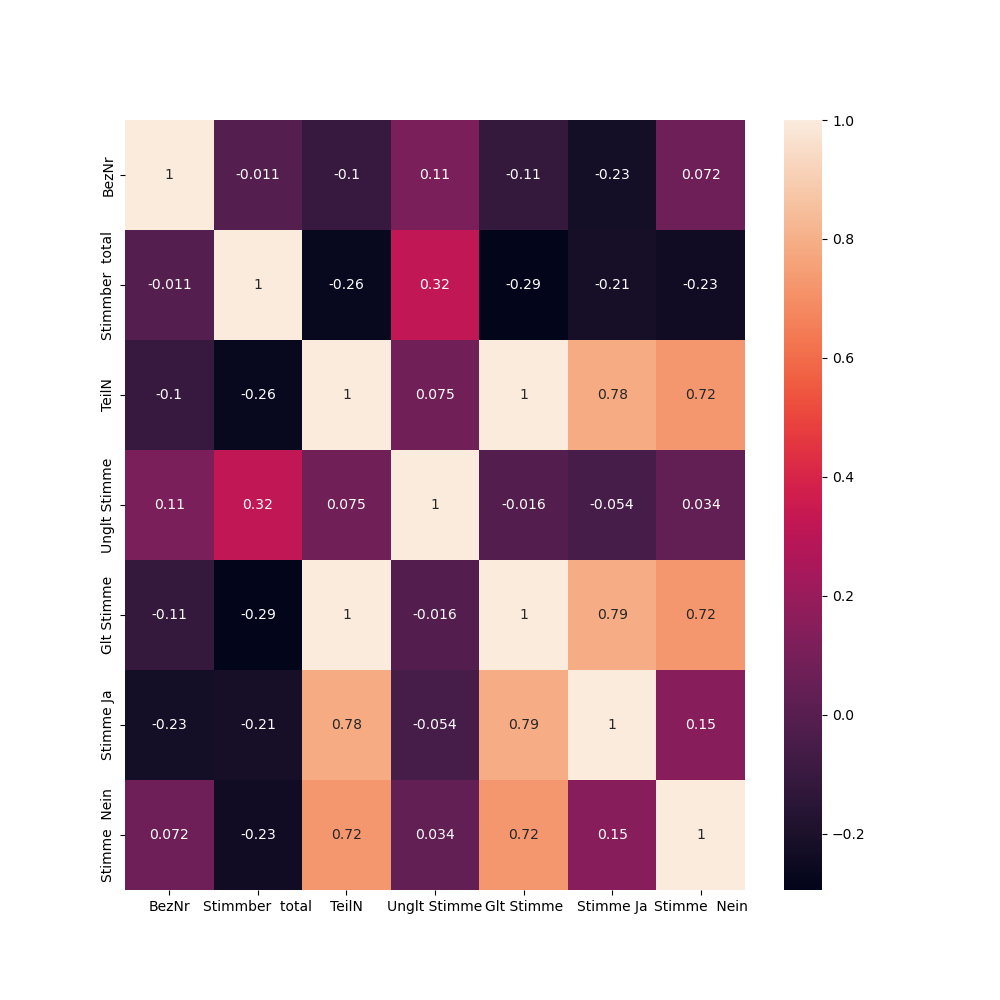 BezNr 1 -0.011 -0.1 0.11 -0.11 -0.23 0.072
Stimmber  total -0.011 1 -0.26 0.32 -0.29 -0.21 -0.23
TeilN -0.1 -0.26 1 0.075 1 0.78 0.72
Unglt Stimme 0.11 0.32 0.075 1 -0.016 -0.054 0.034
Glt Stimme -0.11 -0.29 1 -0.016 1 0.79 0.72
Stimme Ja -0.23 -0.21 0.78 -0.054 0.79 1 0.15
Stimme  Nein 0.072 -0.23 0.72 0.034 0.72 0.15 1
BezNr Stimmber  total TeilN Unglt Stimme Glt Stimme Stimme Ja Stimme  Nein
1.0
0.8
0.6
0.4
0.2
0.0
−0.2